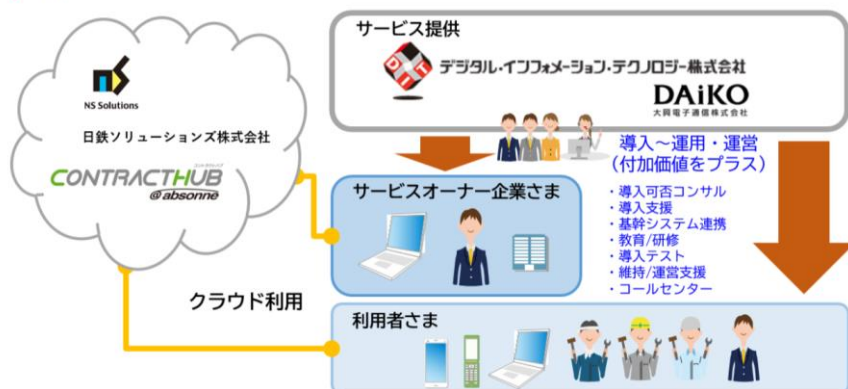 NS Solutions
日鉄ソリューションズ株式会社
CONTRACTHUB
@absonne
クラウド利用
サービス提供
DIT
デジタル・インフォメーション・テクノロジー株式会社
DAiKO
大興電子通信株式会社
導入～運用・運営
（付加価値をプラス）
・導入可否コンサル
・導入支援
・基幹システム連携
・教育/研修
・導入テスト
・維持/運営支援
・コールセンター
サービスオーナー企業さま
利用者さま